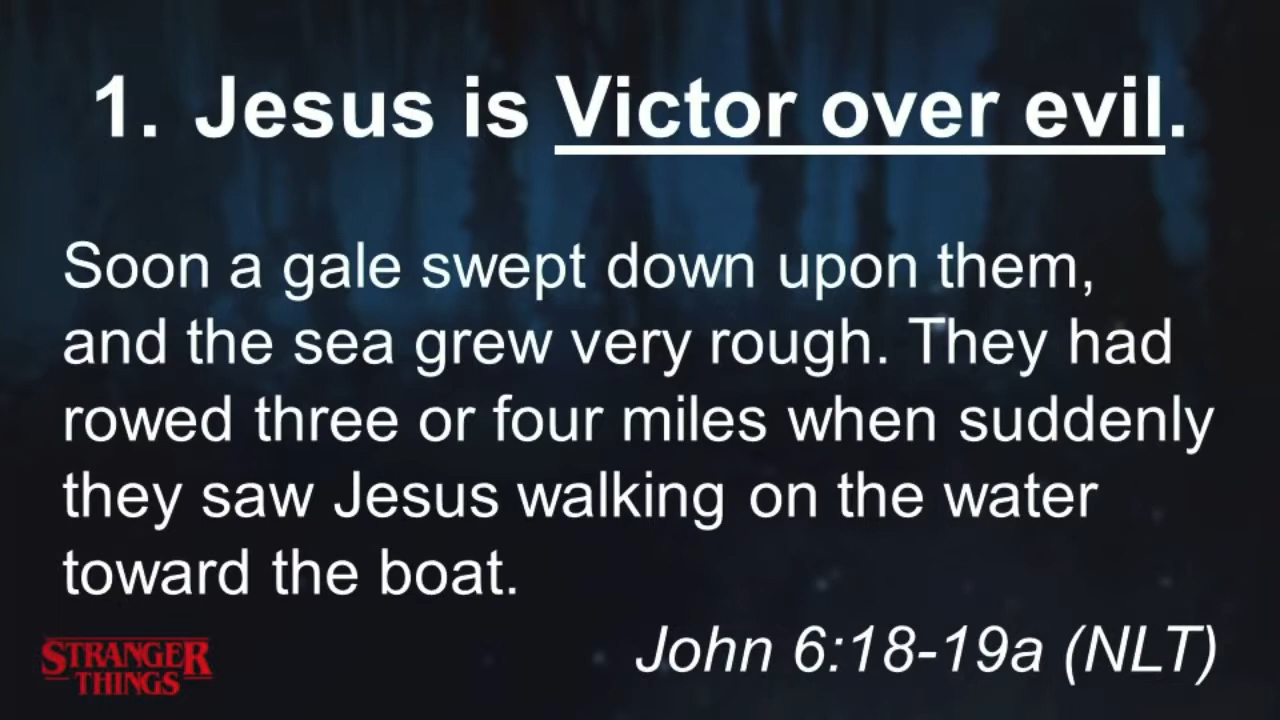 1. Jesus is Victor over evil.
Soon a gale swept down upon them,
and the sea grew very rough. They had
rowed three or four miles when suddenly
they saw Jesus walking on the water
toward the boat.
John 6:18-19a (NLT)
STRANGER
THINGS